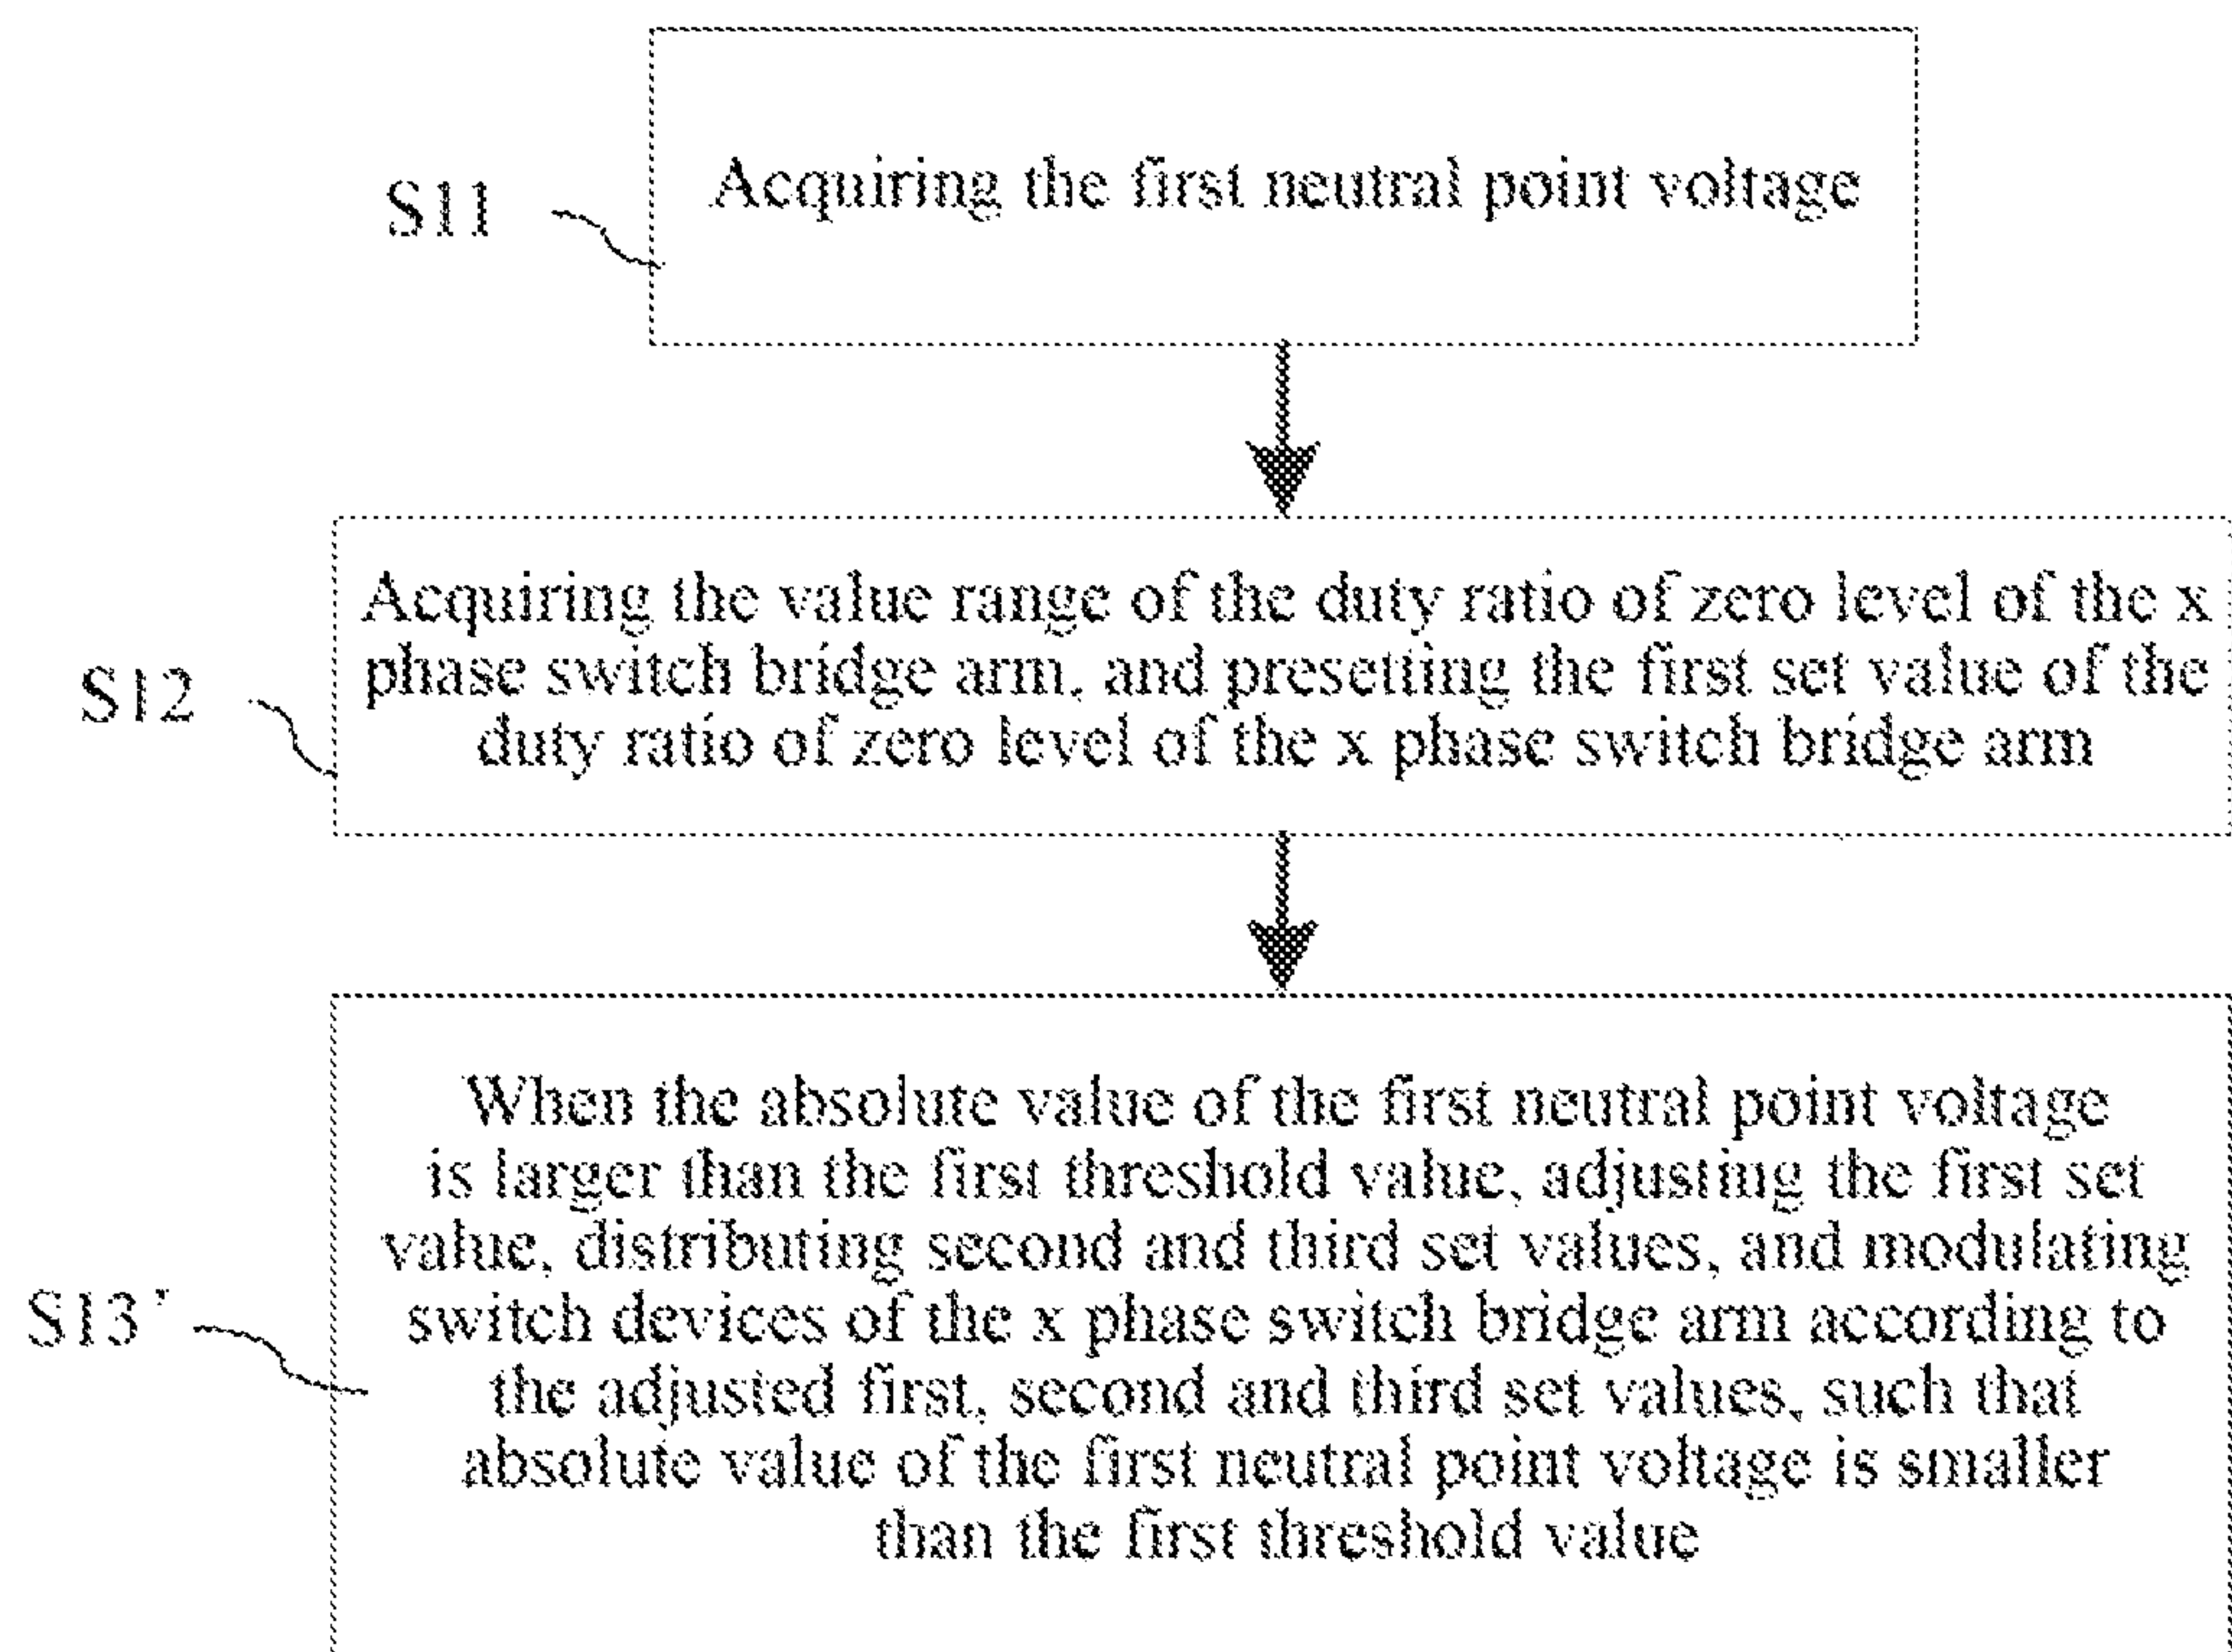 S11
Acquiring the first neutral point voltage
S12
Acquiring the value range of the duty ratio of zero level of the x
phase switch bridge arm, and presetting the first set value of the
duty ratio of zero level of the x phase switch bridge arm
S13'
When the absolute value of the first neutral point voltage
is larger than the first threshold value, adjusting the first set
value, distributing second and third set values, and modulating
switch devices of the x phase switch bridge arm according to
the adjusted first, second and third set values, such that
absolute value of the first neutral point voltage is smaller
than the first threshold value